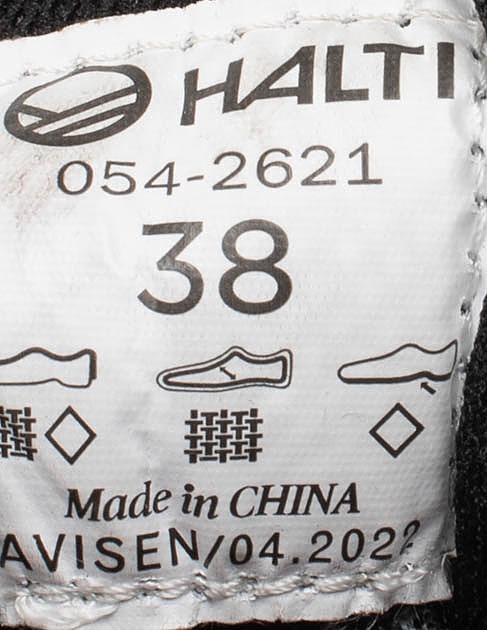 HALTI
054-2621
38
Made in CHINA
AVISEN/04.2022